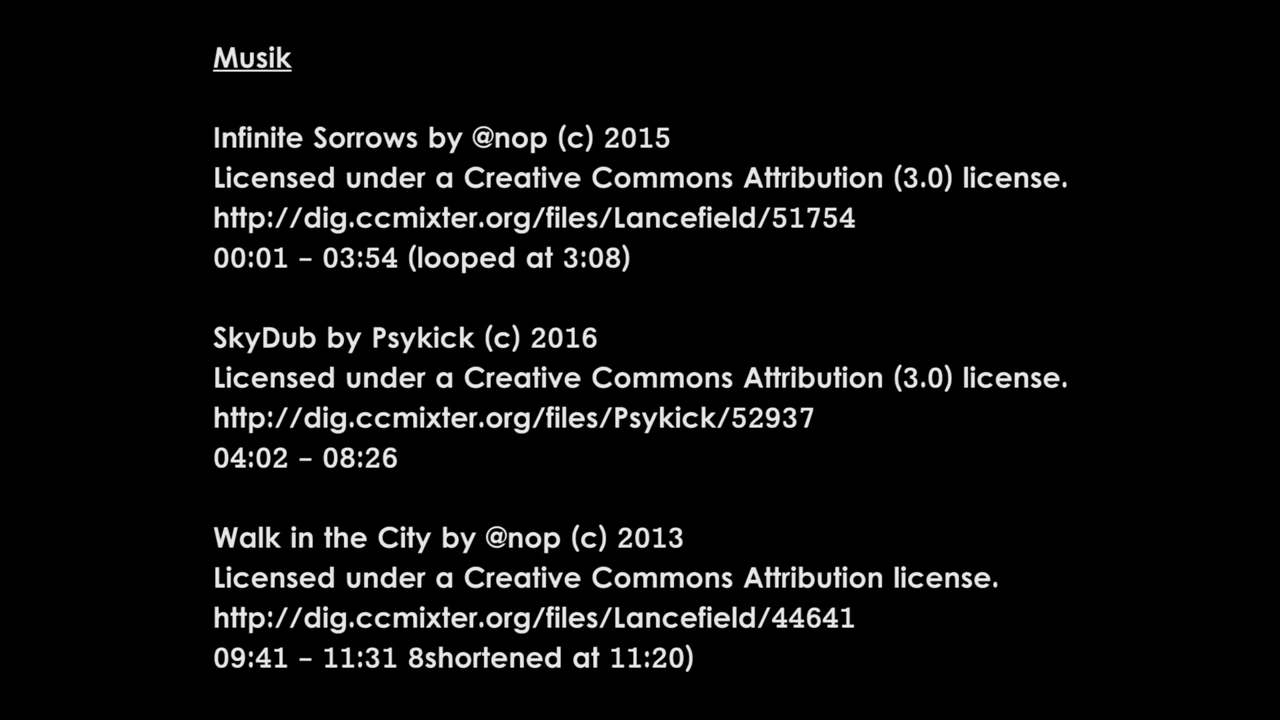 Musik
Infinite Sorrows by @nop (c) 2015
Licensed under a Creative Commons Attribution (3.0) license.
http://dig.ccmixter.org/files/Lancefield/51754
00:01 – 03:54 (looped at 3:08)
SkyDub by Psykick (c) 2016
Licensed under a Creative Commons Attribution (3.0) license.
http://dig.ccmixter.org/files/Psykick/52937
04:02 – 08:26
Walk in the City by @nop (c) 2013
Licensed under a Creative Commons Attribution license.
http://dig.ccmixter.org/files/Lancefield/44641
09:41 – 11:31 8shortened at 11:20)